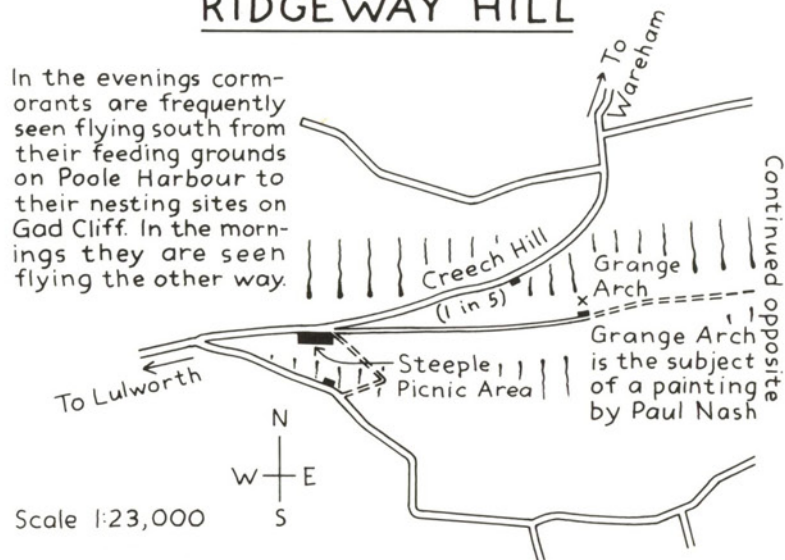 RIDGEWAY HILL
In the evenings corm-
orants are frequently
seen flying south from
their feeding grounds
on Poole Harbour to
their nesting sites on
Gad Cliff. In the morn-
ings they are seen
flying the other way.
To
Wareham
Creech Hill
(1 in 5)
Grange
Arch
x
Continued opposite
Grange Arch
is the subject
of a painting
by Paul Nash
Steeple
Picnic Area
To Lulworth
N
W E
S
Scale 1:23,000